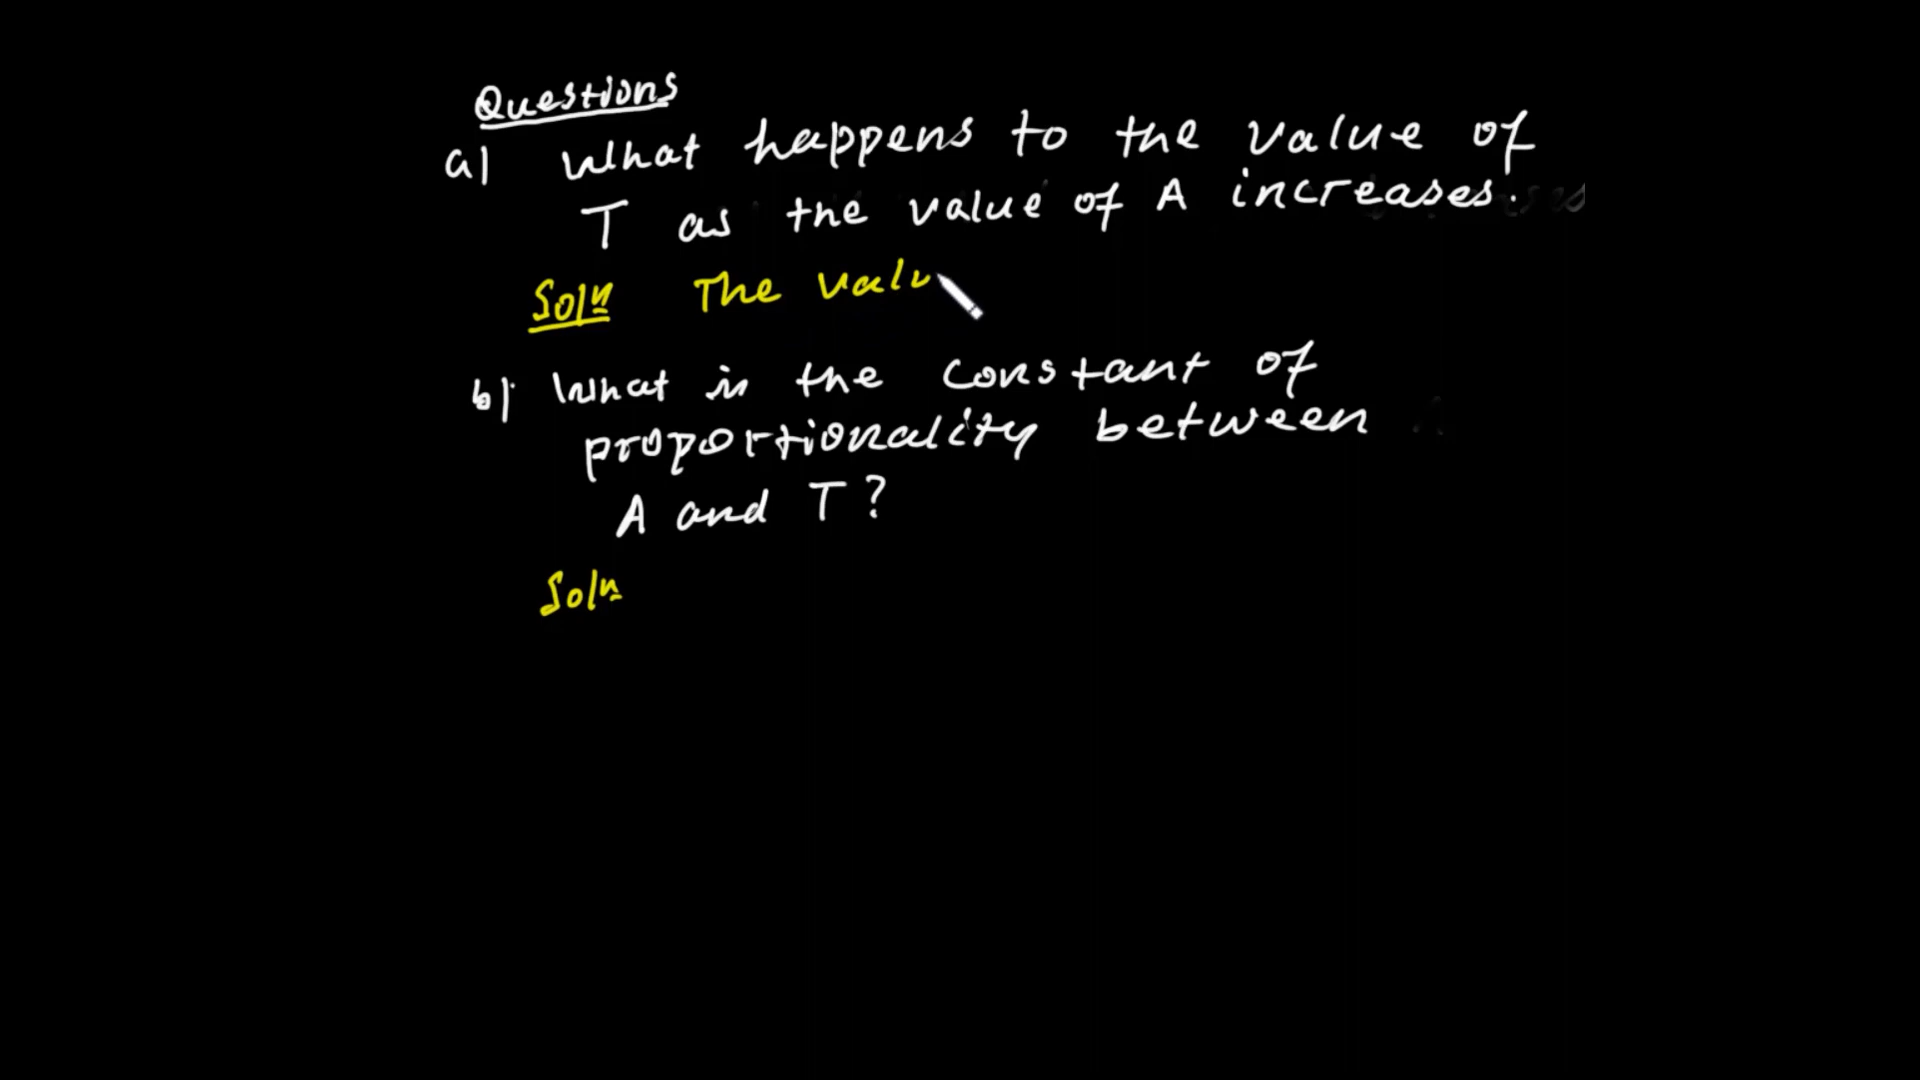 Questions
a) What happens to the value of
T as the value of A increases.
Soln The valu
b) What is the constant of
proportionality between
A and T?
Soln